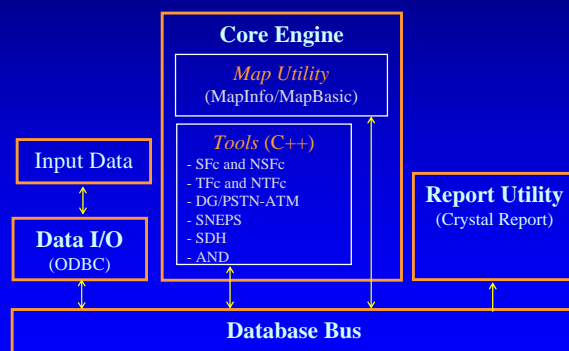 Core Engine
Map Utility
(MapInfo/MapBasic)
Tools (C++)
- SFc and NSFc
- TFc and NTFc
- DG/PSTN-ATM
- SNEPS
- SDH
- AND
Input Data
Data I/O
(ODBC)
Report Utility
(Crystal Report)
Database Bus